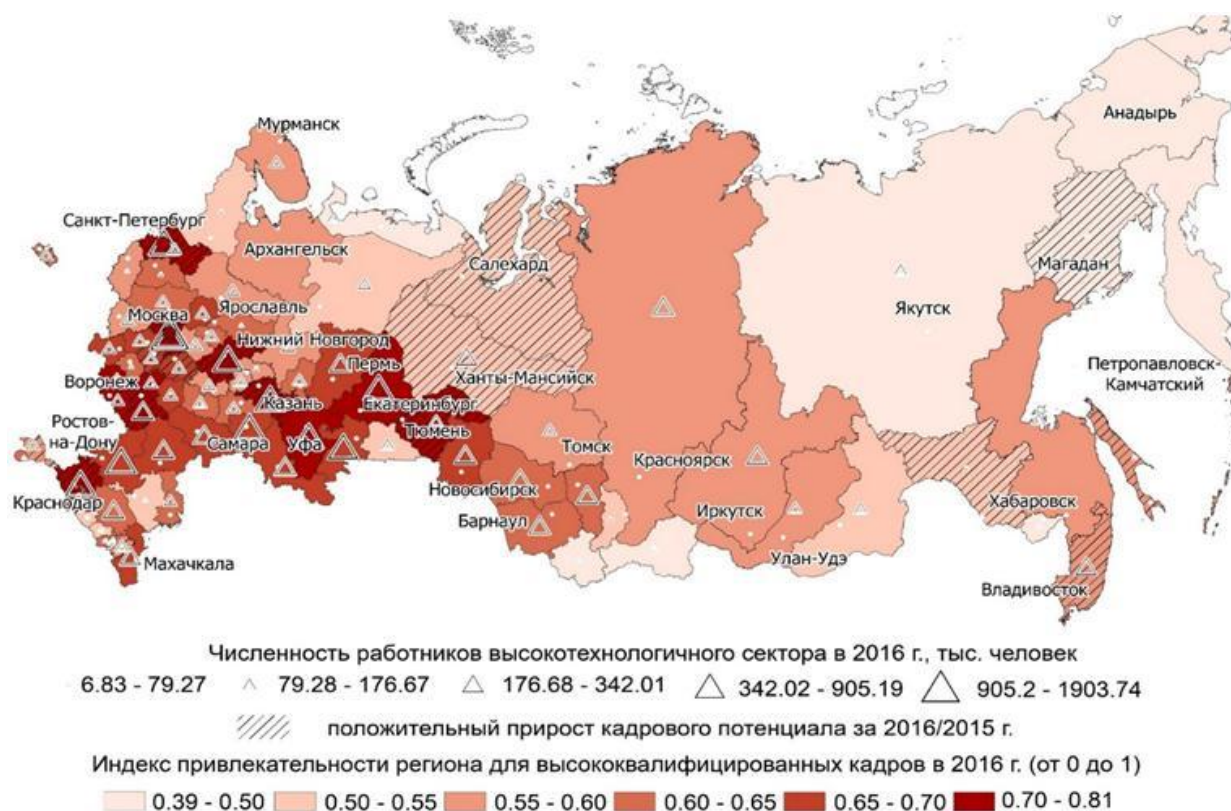 Мурманск
Анадырь
Санкт-Петербург
Архангельск
Салехард
Магадан
Ярославль
Москва
Якутск
Нижний Новгород
Пермь
Петропавловск-
Камчатский
Ханты-Мансийск
Воронеж
Казань
Екатеринбург
Ростов-
на-Дону
Самара
Уфа
Тюмень
Томск
Красноярск
Новосибирск
Хабаровск
Краснодар
Иркутск
Барнаул
Улан-Удэ
Махачкала
Владивосток
Численность работников высокотехнологичного сектора в 2016 г., тыс. человек
6.83 - 79.27 79.28 - 176.67 176.68 - 342.01 342.02 - 905.19 905.2 - 1903.74
положительный прирост кадрового потенциала за 2016/2015 г.
Индекс привлекательности региона для высококвалифицированных кадров в 2016 г. (от 0 до 1)
0.39 - 0.50 0.50 - 0.55 0.55 - 0.60 0.60 - 0.65 0.65 - 0.70 0.70 - 0.81